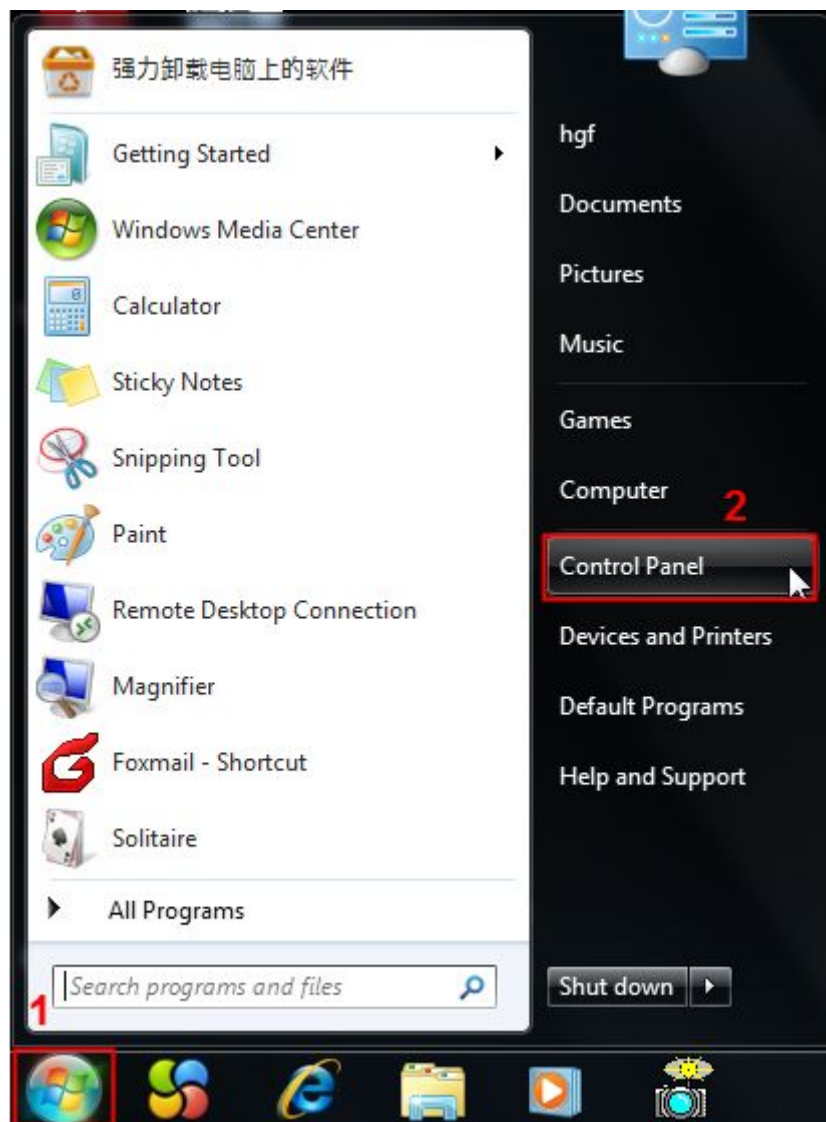 强力卸载电脑上的软件
Getting Started
Windows Media Center
Calculator
Sticky Notes
Snipping Tool
Paint
Remote Desktop Connection
Magnifier
Foxmail - Shortcut
Solitaire
All Programs
Search programs and files
1
hgf
Documents
Pictures
Music
Games
Computer
2
Control Panel
Devices and Printers
Default Programs
Help and Support
Shut down